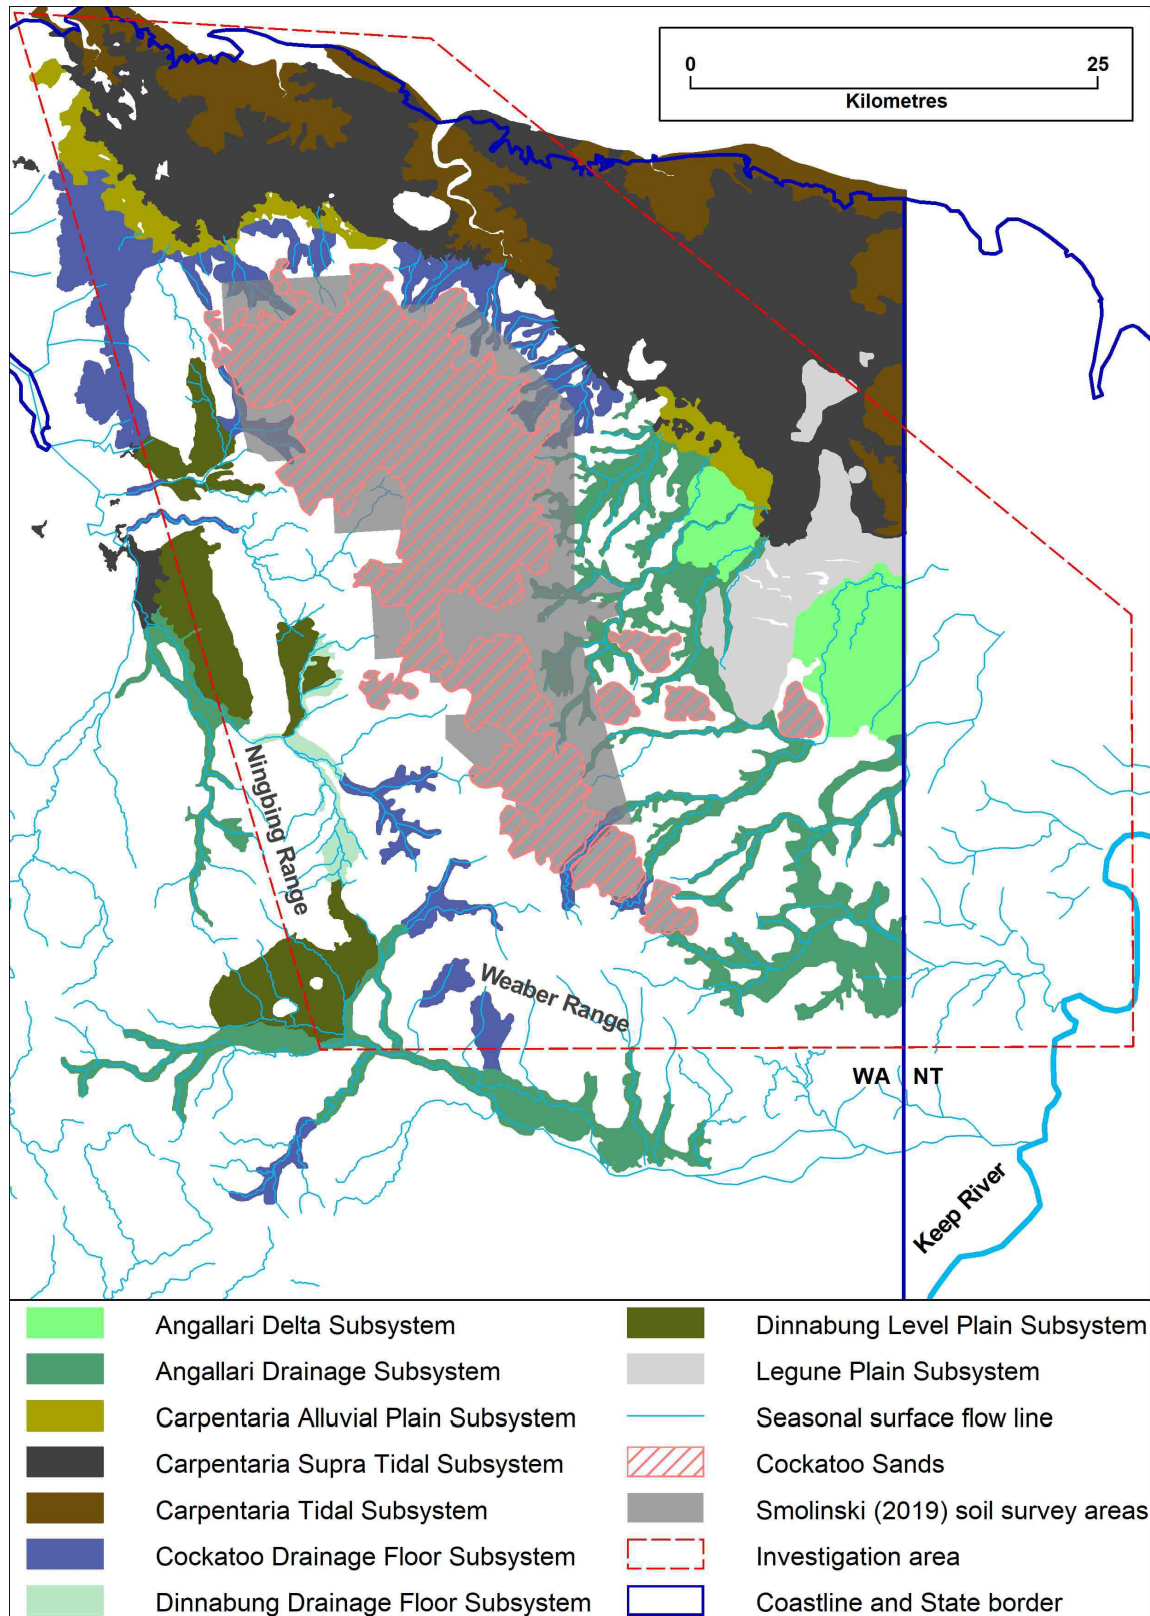 0 25
Kilometres
Ningbing Range
Weaber Range
WA NT
Keep River
Angallari Delta Subsystem
Angallari Drainage Subsystem
Carpentaria Alluvial Plain Subsystem
Carpentaria Supra Tidal Subsystem
Carpentaria Tidal Subsystem
Cockatoo Drainage Floor Subsystem
Dinnabung Drainage Floor Subsystem
Dinnabung Level Plain Subsystem
Legune Plain Subsystem
Seasonal surface flow line
Cockatoo Sands
Smolinski (2019) soil survey areas
Investigation area
Coastline and State border